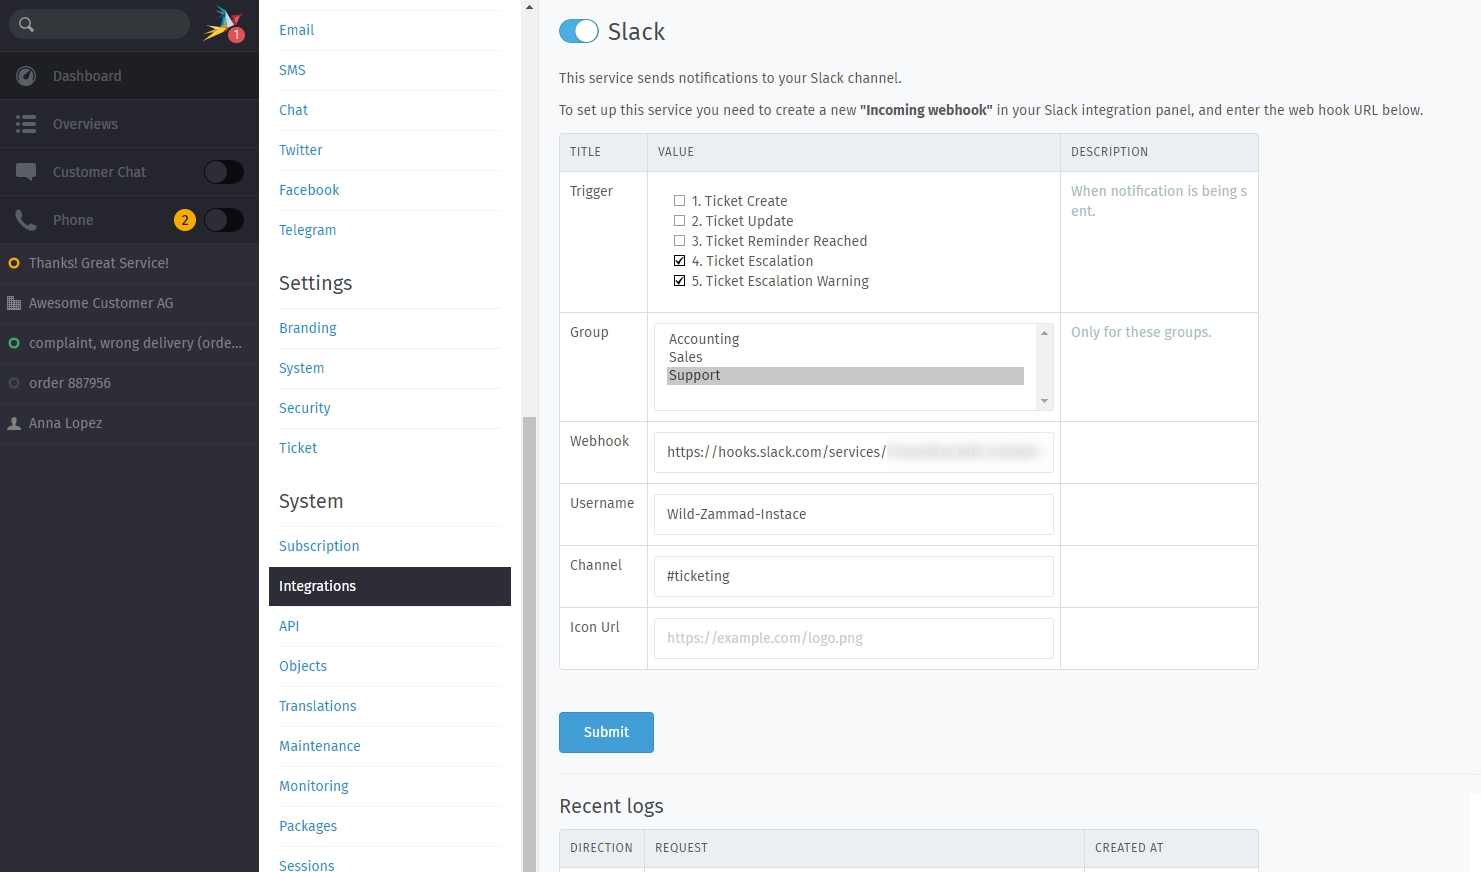 1
Dashboard
Overviews
Customer Chat
Phone 2
Thanks! Great Service!
Awesome Customer AG
complaint, wrong delivery (orde...
order 887956
Anna Lopez
Email
SMS
Chat
Twitter
Facebook
Telegram
Settings
Branding
System
Security
Ticket
System
Subscription
Integrations
API
Objects
Translations
Maintenance
Monitoring
Packages
Sessions
Slack
This service sends notifications to your Slack channel.
To set up this service you need to create a new "Incoming webhook" in your Slack integration panel, and enter the web hook URL below.
TITLE VALUE DESCRIPTION
Trigger
1. Ticket Create
2. Ticket Update
3. Ticket Reminder Reached
4. Ticket Escalation
5. Ticket Escalation Warning
When notification is being s
ent.
Group
Accounting
Sales
Support
Only for these groups.
Webhook https://hooks.slack.com/services/
Username Wild-Zammad-Instace
Channel #ticketing
Icon Url https://example.com/logo.png
Submit
Recent logs
DIRECTION REQUEST CREATED AT